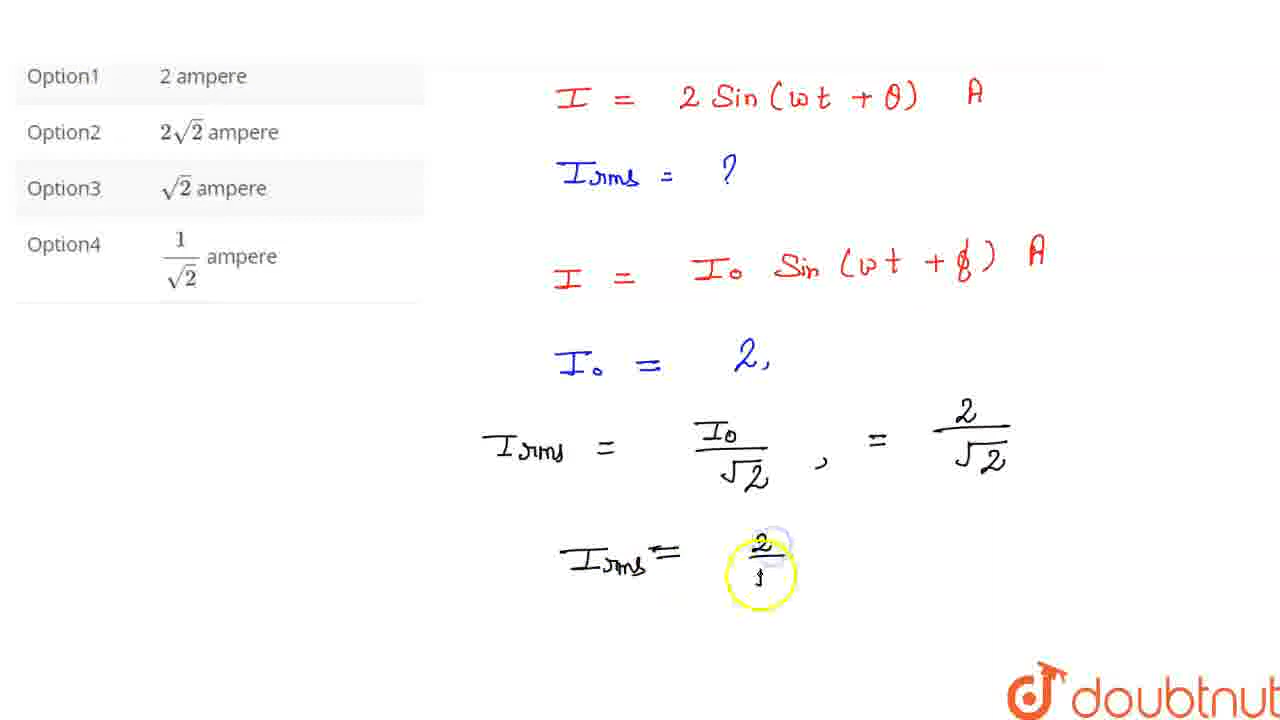 Option1 2 ampere
Option2 2√2 ampere
Option3 √2 ampere
Option4 1/√2 ampere
I = 2 Sin(ωt + θ) A
Irms = ?
I = I₀ Sin(ωt + ϕ) A
I₀ = 2,
Irms = I₀/√2, = 2/√2
Irms = 2/
doubtnut